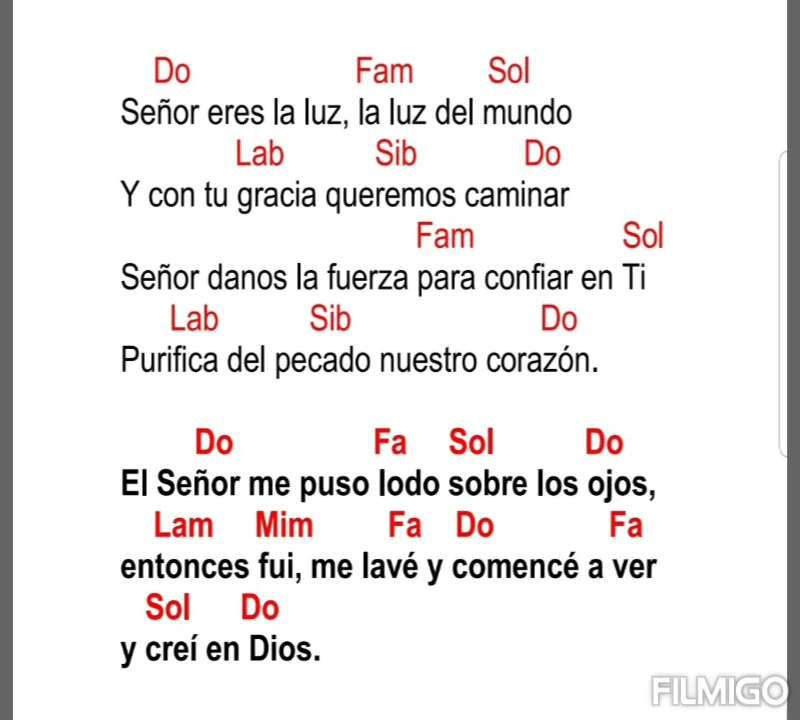 Do Fam Sol
Señor eres la luz, la luz del mundo
Lab Sib Do
Y con tu gracia queremos caminar
Fam Sol
Señor danos la fuerza para confiar en Ti
Lab Sib Do
Purifica del pecado nuestro corazón.
Do Fa Sol Do
El Señor me puso lodo sobre los ojos,
Lam Mim Fa Do Fa
entonces fui, me lavé y comencé a ver
Sol Do
y creí en Dios.
FILMIGO